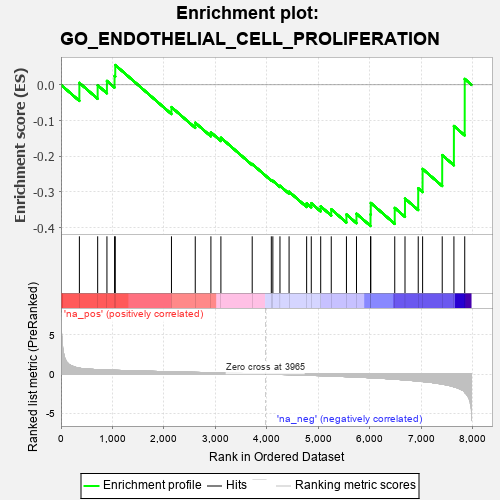 Enrichment plot:
GO_ENDOTHELIAL_CELL_PROLIFERATION
Enrichment score (ES)
0.0
-0.1
-0.2
-0.3
-0.4
'na_pos' (positively correlated)
Ranked list metric (PreRanked)
5
0
-5
Zero cross at 3965
'na_neg' (negatively correlated)
0
1,000
2,000
3,000
4,000
5,000
6,000
7,000
8,000
Rank in Ordered Dataset
Enrichment profile
Hits
Ranking metric scores